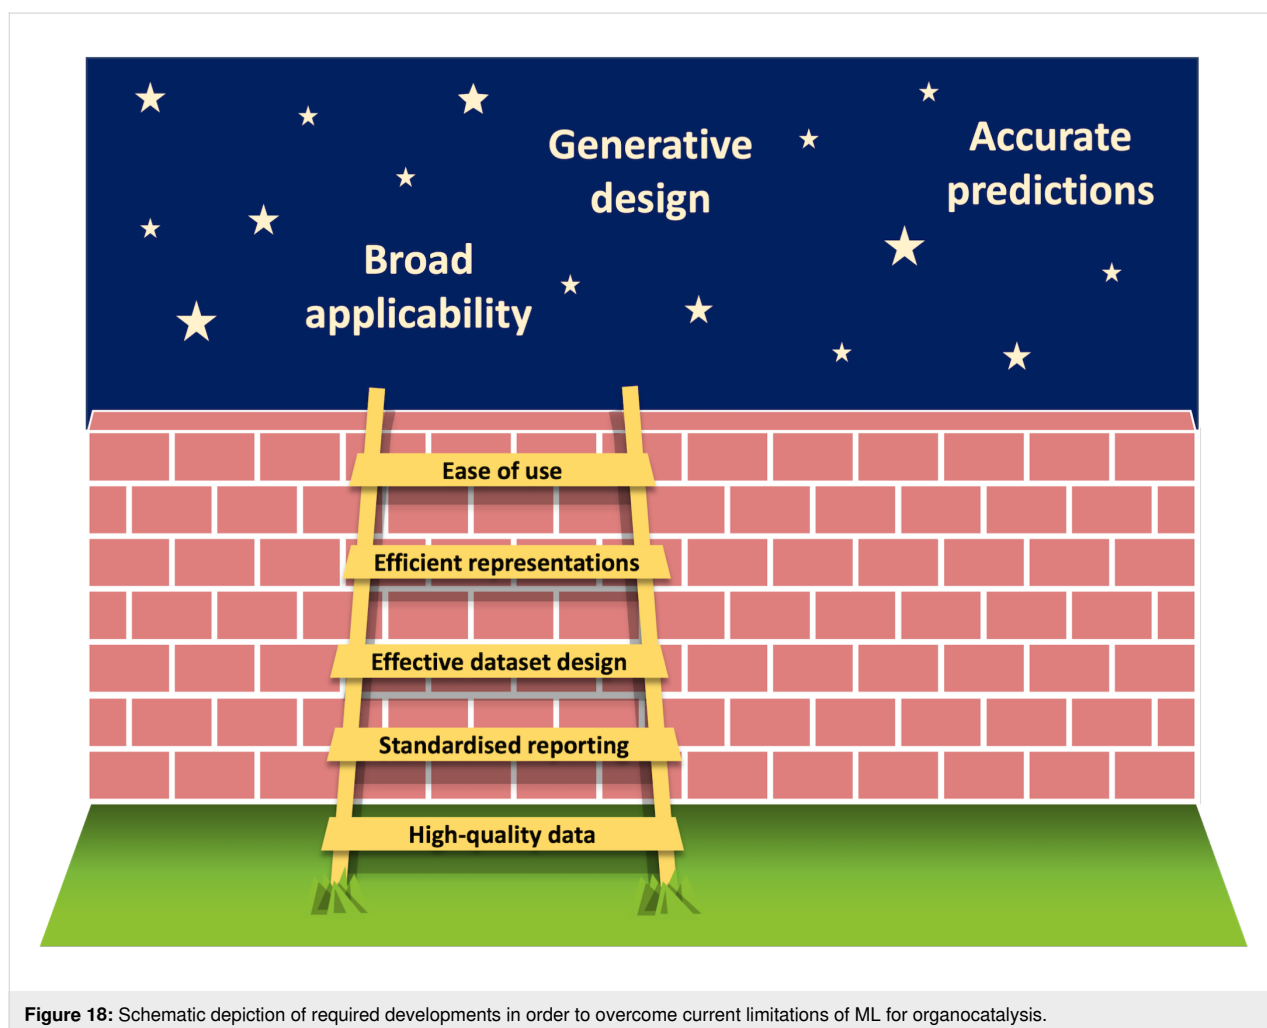 Generative
design
Accurate
predictions
Broad
applicability
Ease of use
Efficient representations
Effective dataset design
Standardised reporting
High-quality data
Figure 18: Schematic depiction of required developments in order to overcome current limitations of ML for organocatalysis.